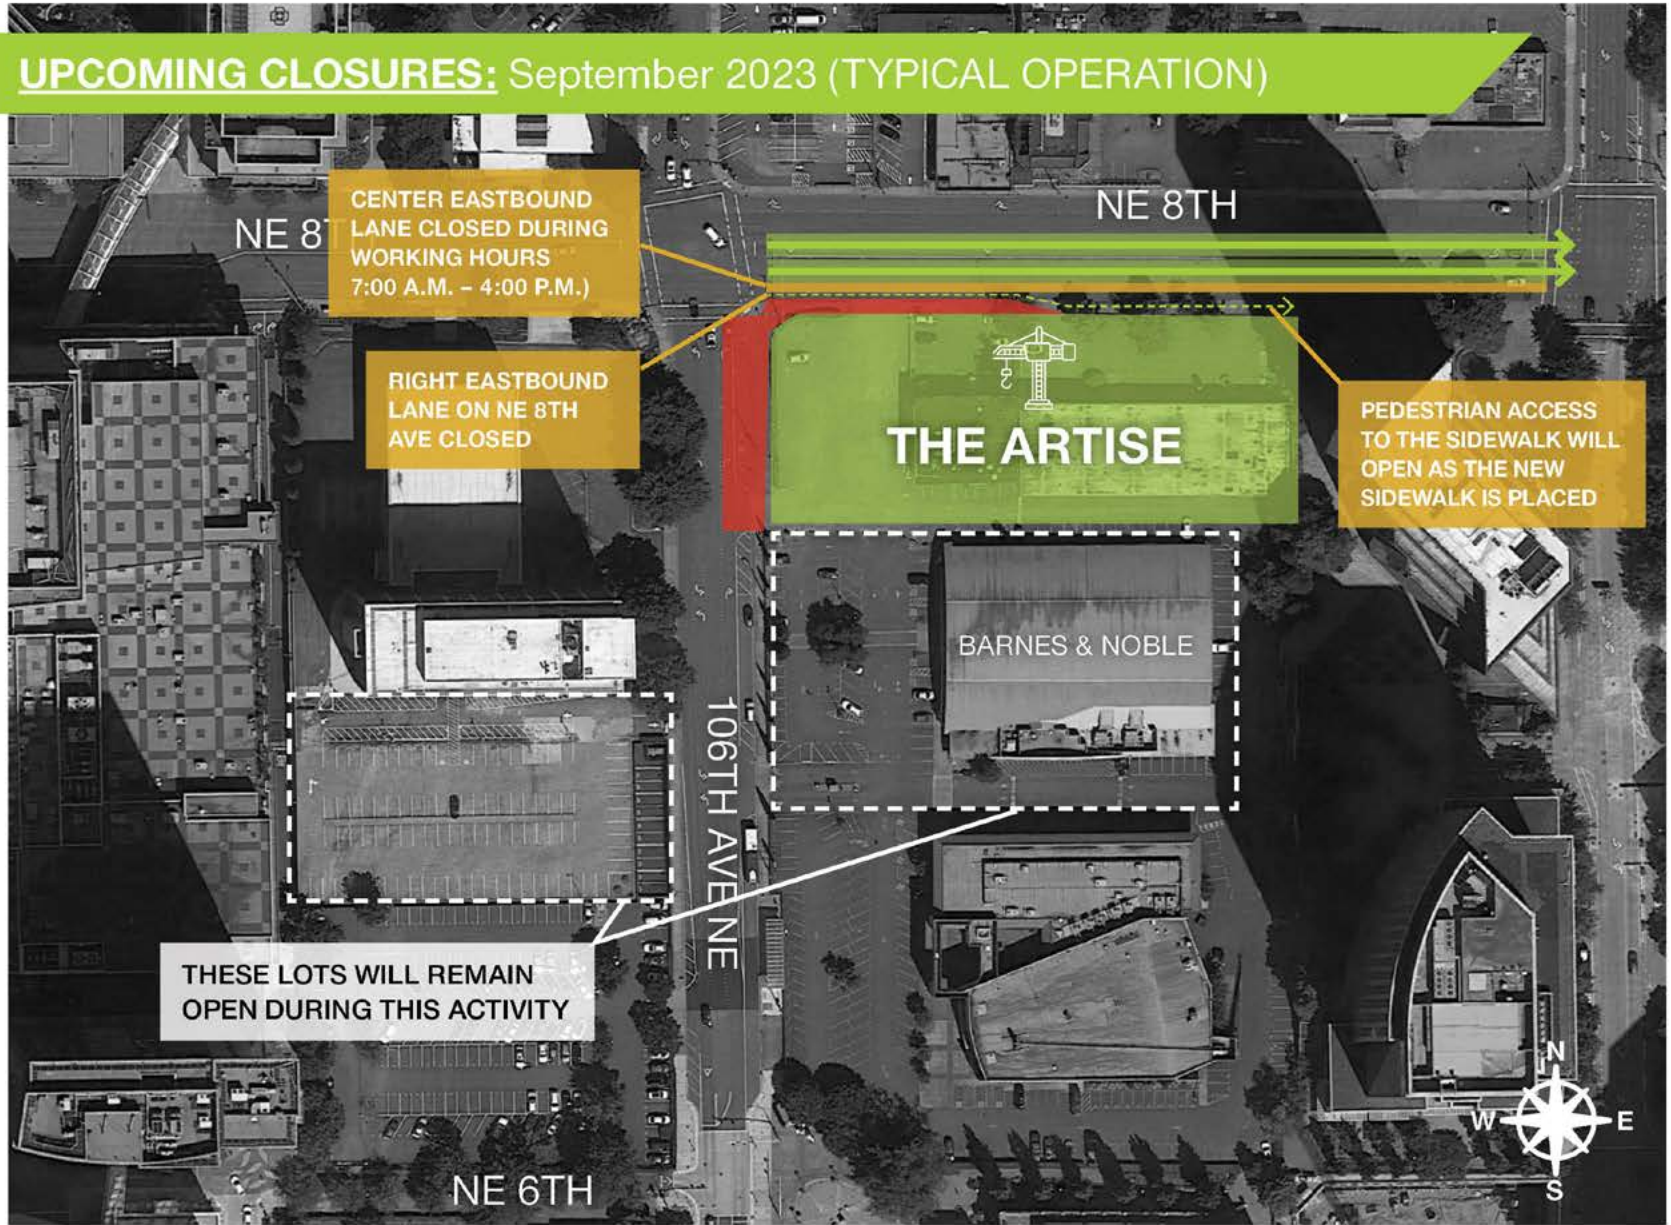 UPCOMING CLOSURES: September 2023 (TYPICAL OPERATION)
CENTER EASTBOUND
LANE CLOSED DURING
WORKING HOURS
7:00 A.M. – 4:00 P.M.)
NE 8T
NE 8TH
RIGHT EASTBOUND
LANE ON NE 8TH
AVE CLOSED
THE ARTISE
PEDESTRIAN ACCESS
TO THE SIDEWALK WILL
OPEN AS THE NEW
SIDEWALK IS PLACED
BARNES & NOBLE
106TH AVE NE
THESE LOTS WILL REMAIN
OPEN DURING THIS ACTIVITY
NE 6TH
N
W
E
S